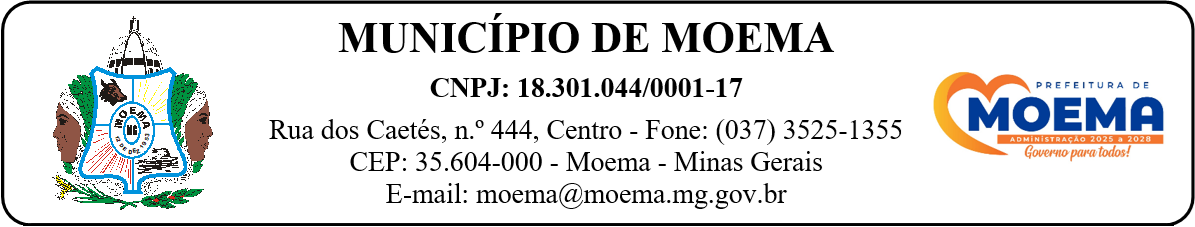 MUNICÍPIO DE MOEMA
CNPJ: 18.301.044/0001-17
Rua dos Caetés, n.º 444, Centro - Fone: (037) 3525-1355
CEP: 35.604-000 - Moema - Minas Gerais
E-mail: moema@moema.mg.gov.br
MOEMA
MG
PREFEITURA DE
MOEMA
ADMINISTRAÇÃO 2025 a 2028
Governo para todos!